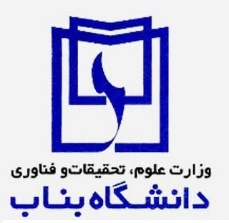 وزارت علوم، تحقیقات و فناوری
دانشگاه بناب